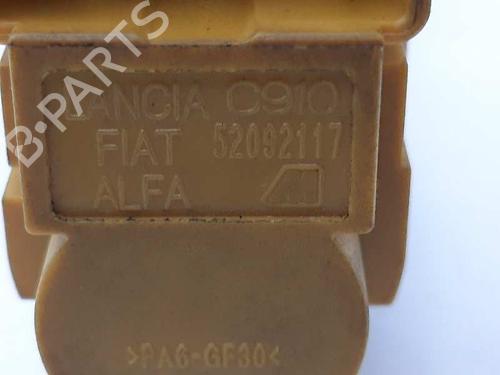 LANCIA C910
FIAT 52092117
ALFA
>PA6-GF30<
B-PARTS